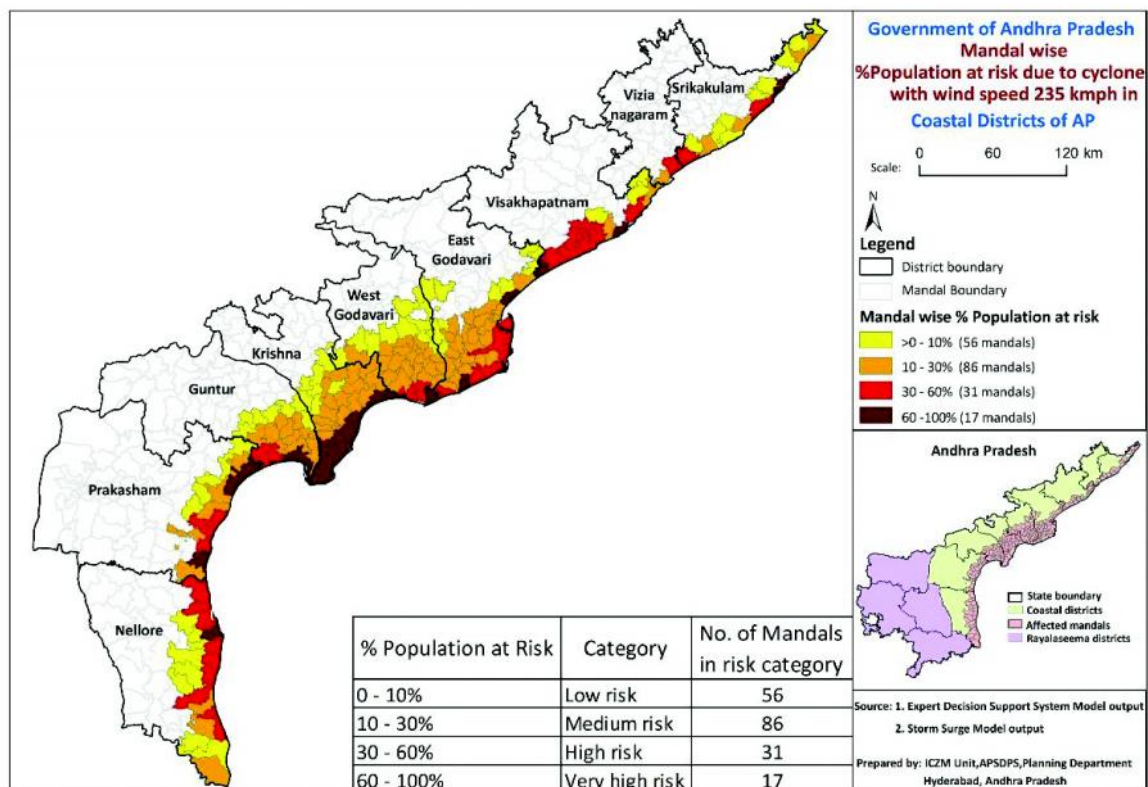 Government of Andhra Pradesh
Mandal wise
%Population at risk due to cyclone
with wind speed 235 kmph in
Coastal Districts of AP
Scale:
0 60 120 km
N
Legend
District boundary
Mandal Boundary
Mandal wise % Population at risk
>0 - 10% (56 mandals)
10 - 30% (86 mandals)
30 - 60% (31 mandals)
60 -100% (17 mandals)
Srikakulam
Vizia
nagaram
Visakhapatnam
East
Godavari
West
Godavari
Krishna
Guntur
Prakasham
Nellore
% Population at Risk Category No. of Mandals
in risk category
0 - 10% Low risk 56
10 - 30% Medium risk 86
30 - 60% High risk 31
60 - 100% Very high risk 17
Andhra Pradesh
State boundary
Coastal districts
Affected mandals
Rayalaseema districts
Source: 1. Expert Decision Support System Model output
2. Storm Surge Model output
Prepared by: ICZM Unit,APSDPS,Planning Department
Hyderabad, Andhra Pradesh